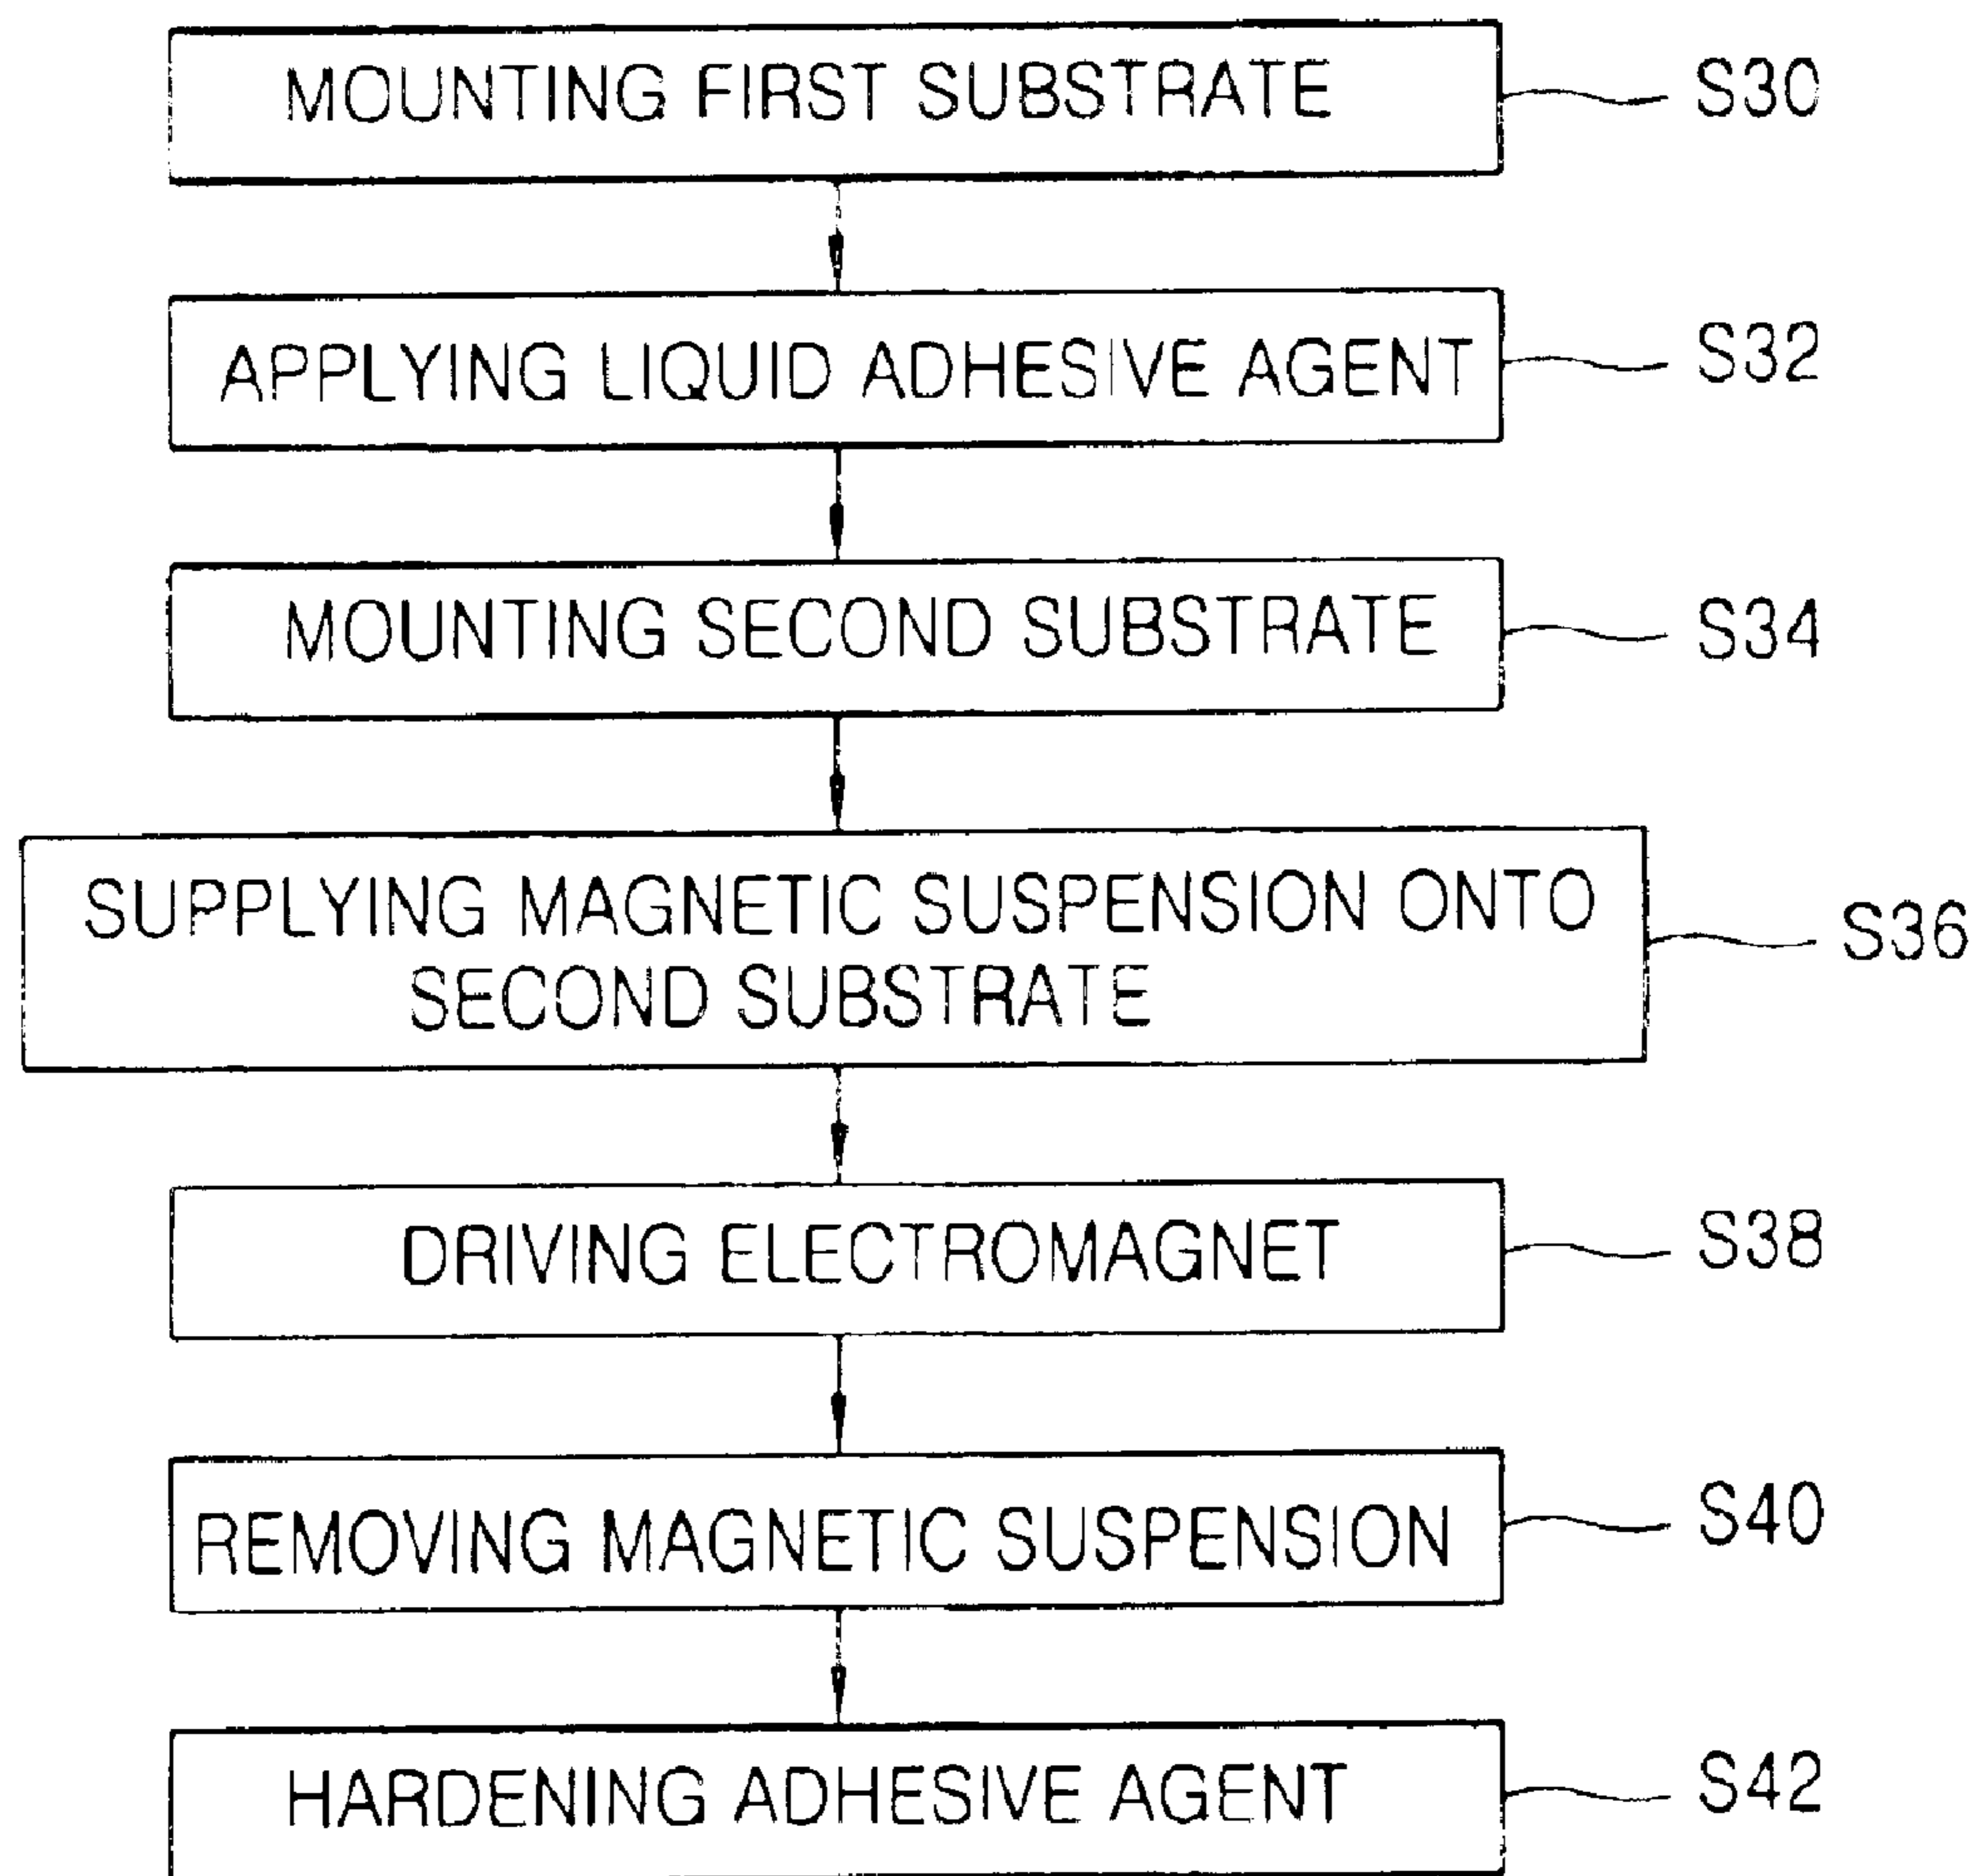 MOUNTING FIRST SUBSTRATE S30
APPLYING LIQUID ADHESIVE AGENT S32
MOUNTING SECOND SUBSTRATE S34
SUPPLYING MAGNETIC SUSPENSION ONTO
SECOND SUBSTRATE
S36
DRIVING ELECTROMAGNET S38
REMOVING MAGNETIC SUSPENSION S40
HARDENING ADHESIVE AGENT S42